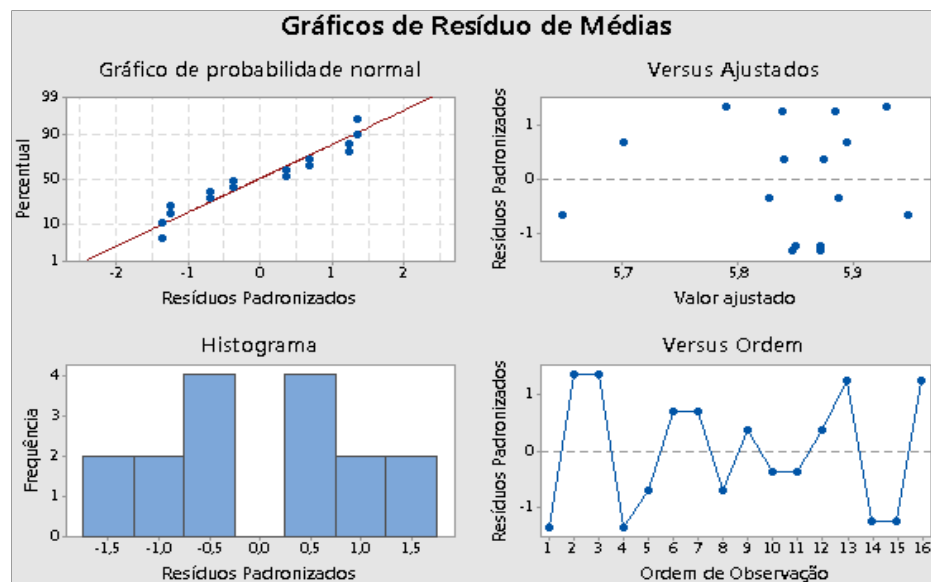 Gráficos de Resíduo de Médias
Gráfico de probabilidade normal
Percentual
99
90
50
10
1
-2 -1 0 1 2
Resíduos Padronizados
Versus Ajustados
Resíduos Padronizados
1
0
-1
5,7 5,8 5,9
Valor ajustado
Histograma
Frequência
4
3
2
1
0
-1,5 -1,0 -0,5 0,0 0,5 1,0 1,5
Resíduos Padronizados
Versus Ordem
Resíduos Padronizados
1
0
-1
1 2 3 4 5 6 7 8 9 10 11 12 13 14 15 16
Ordem de Observação